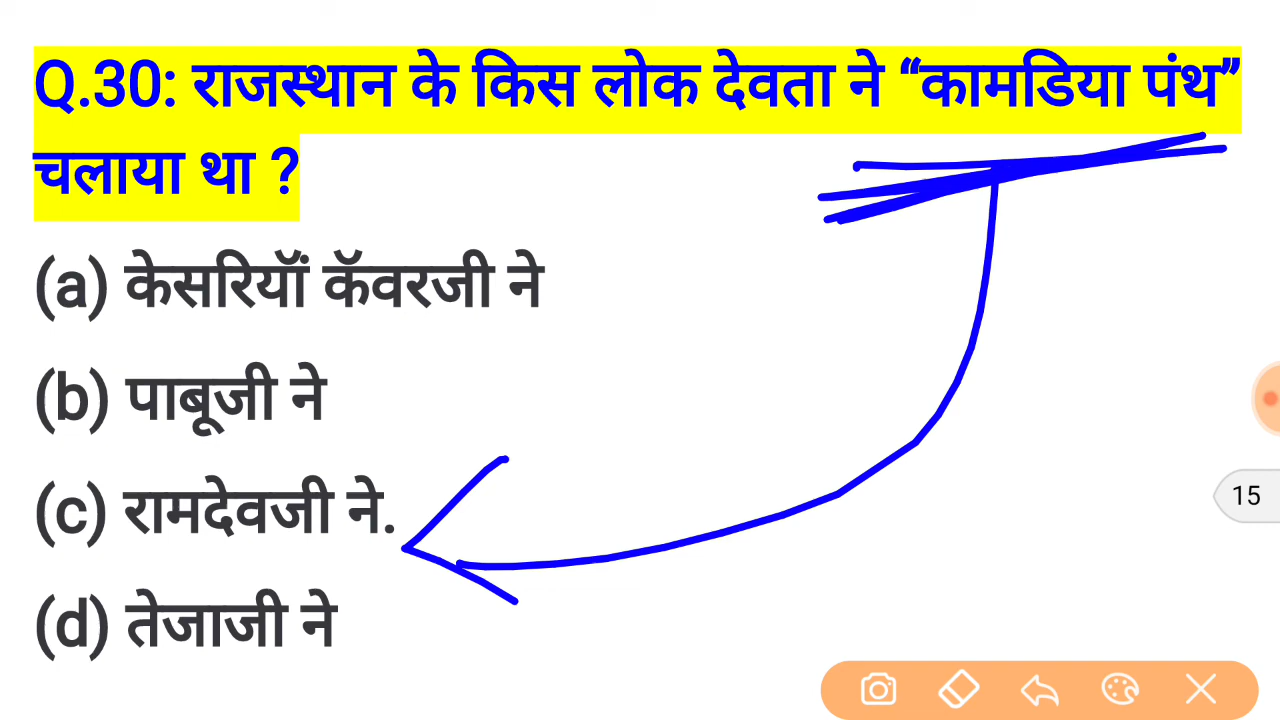 Q.30: राजस्थान के किस लोक देवता ने “कामडिया पंथ”
चलाया था ?
(a) केसरियॉं कॅवरजी ने
(b) पाबूजी ने
(c) रामदेवजी ने.
(d) तेजाजी ने
15